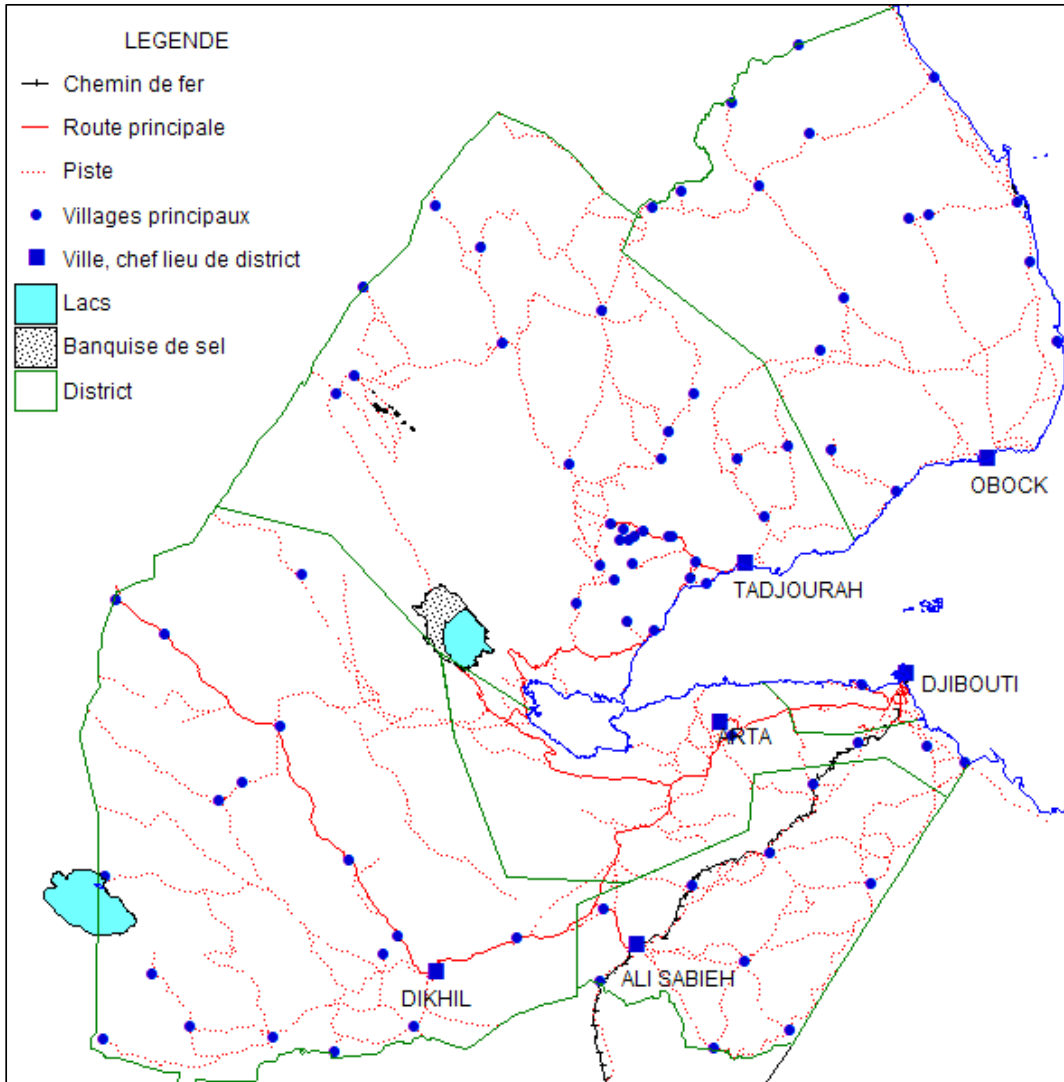 LEGENDE
Chemin de fer
Route principale
Piste
Villages principaux
Ville, chef lieu de district
Lacs
Banquise de sel
District
OBOCK
TADJOURAH
DJIBOUTI
ARTA
ALI SABIEH
DIKHIL